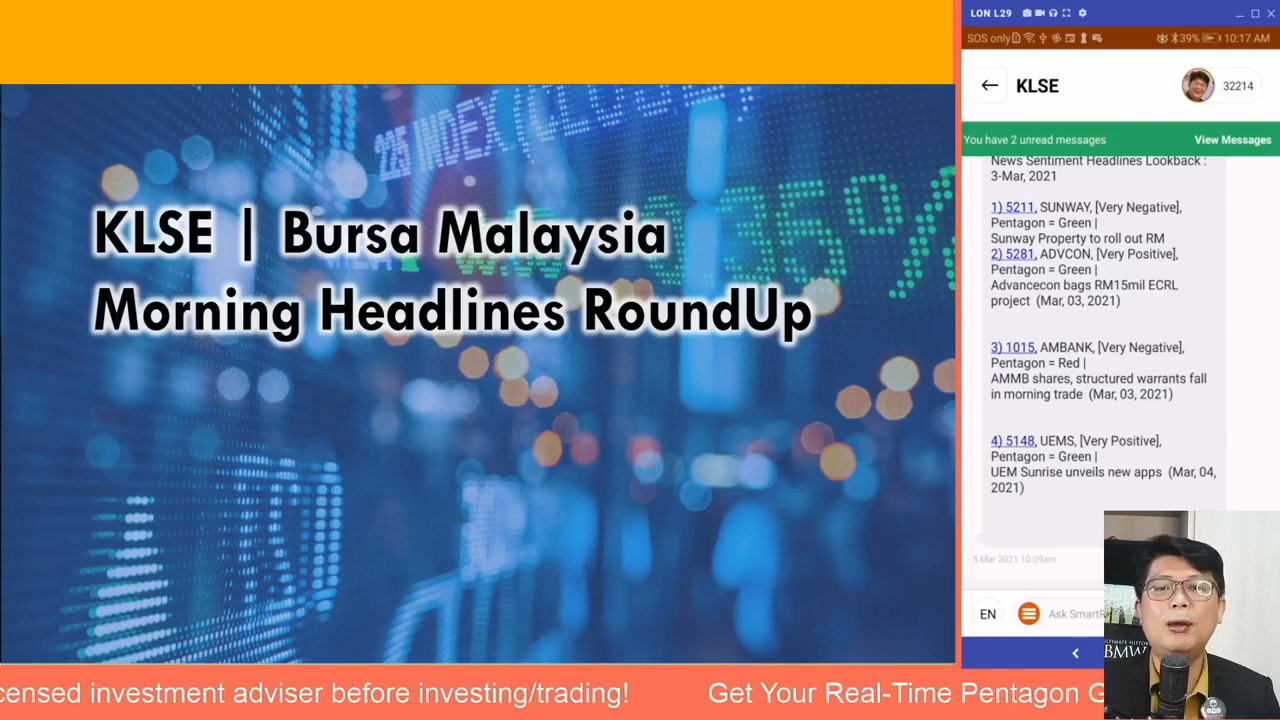 KLSE | Bursa Malaysia
Morning Headlines RoundUp
225 INDEX
035%
LON L29
SOS only
39%
10:17 AM
KLSE
32214
You have 2 unread messages
View Messages
News Sentiment Headlines Lookback :
3-Mar, 2021
1) 5211, SUNWAY, [Very Negative],
Pentagon = Green |
Sunway Property to roll out RM
2) 5281, ADVCON, [Very Positive],
Pentagon = Green |
Advancecon bags RM15mil ECRL
project (Mar, 03, 2021)
3) 1015, AMBANK, [Very Negative],
Pentagon = Red |
AMMB shares, structured warrants fall
in morning trade (Mar, 03, 2021)
4) 5148, UEMS, [Very Positive],
Pentagon = Green |
UEM Sunrise unveils new apps (Mar, 04,
2021)
5 Mar 2021 10:09am
EN
Ask SmartR
BMW
censed investment adviser before investing/trading!
Get Your Real-Time Pentagon G